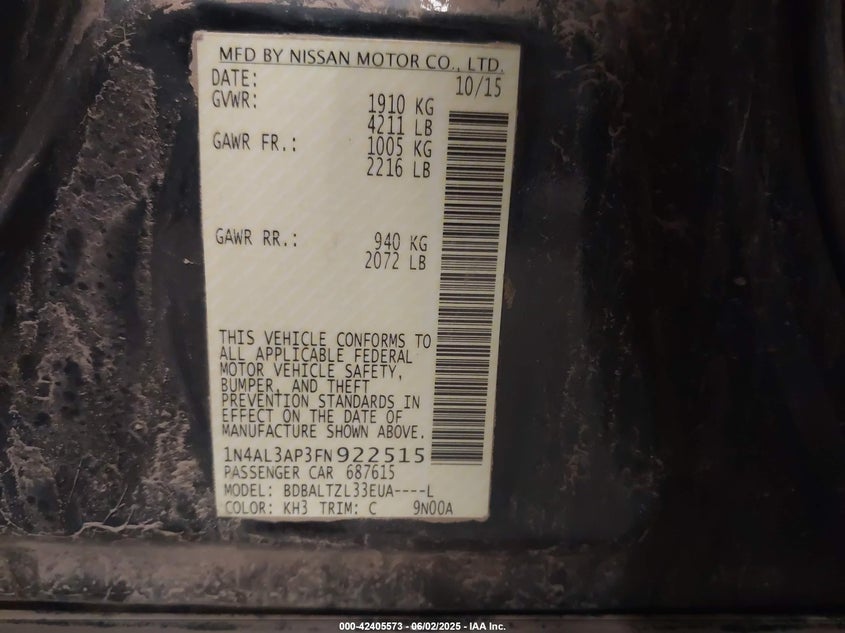 MFD BY NISSAN MOTOR CO., LTD.
DATE: 10/15
GVWR: 1910 KG
4211 LB
GAWR FR.: 1005 KG
2216 LB
GAWR RR.: 940 KG
2072 LB
THIS VEHICLE CONFORMS TO
ALL APPLICABLE FEDERAL
MOTOR VEHICLE SAFETY,
BUMPER, AND THEFT
PREVENTION STANDARDS IN
EFFECT ON THE DATE OF
MANUFACTURE SHOWN ABOVE.
1N4AL3AP3FN922515
PASSENGER CAR 687615
MODEL: BDBALTZL33EUA----L
COLOR: KH3 TRIM: C 9N00A
000-42405573 - 06/02/2025 - IAA Inc.